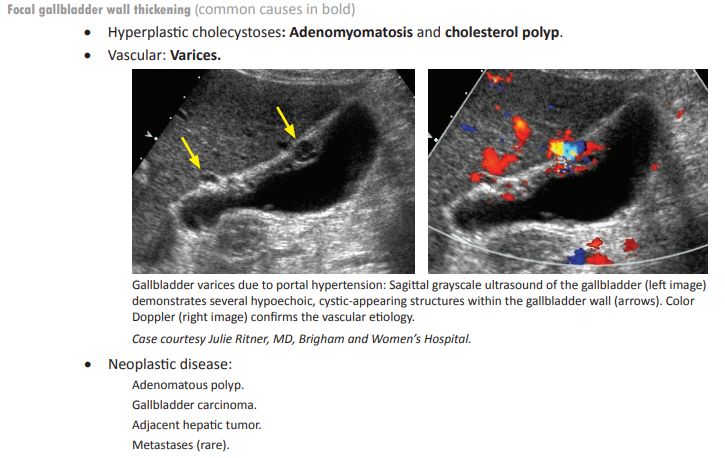 Focal gallbladder wall thickening (common causes in bold)
• Hyperplastic cholecystoses: Adenomyomatosis and cholesterol polyp.
• Vascular: Varices.
Gallbladder varices due to portal hypertension: Sagittal grayscale ultrasound of the gallbladder (left image)
demonstrates several hypoechoic, cystic-appearing structures within the gallbladder wall (arrows). Color
Doppler (right image) confirms the vascular etiology.
Case courtesy Julie Ritner, MD, Brigham and Women’s Hospital.
• Neoplastic disease:
Adenomatous polyp.
Gallbladder carcinoma.
Adjacent hepatic tumor.
Metastases (rare).